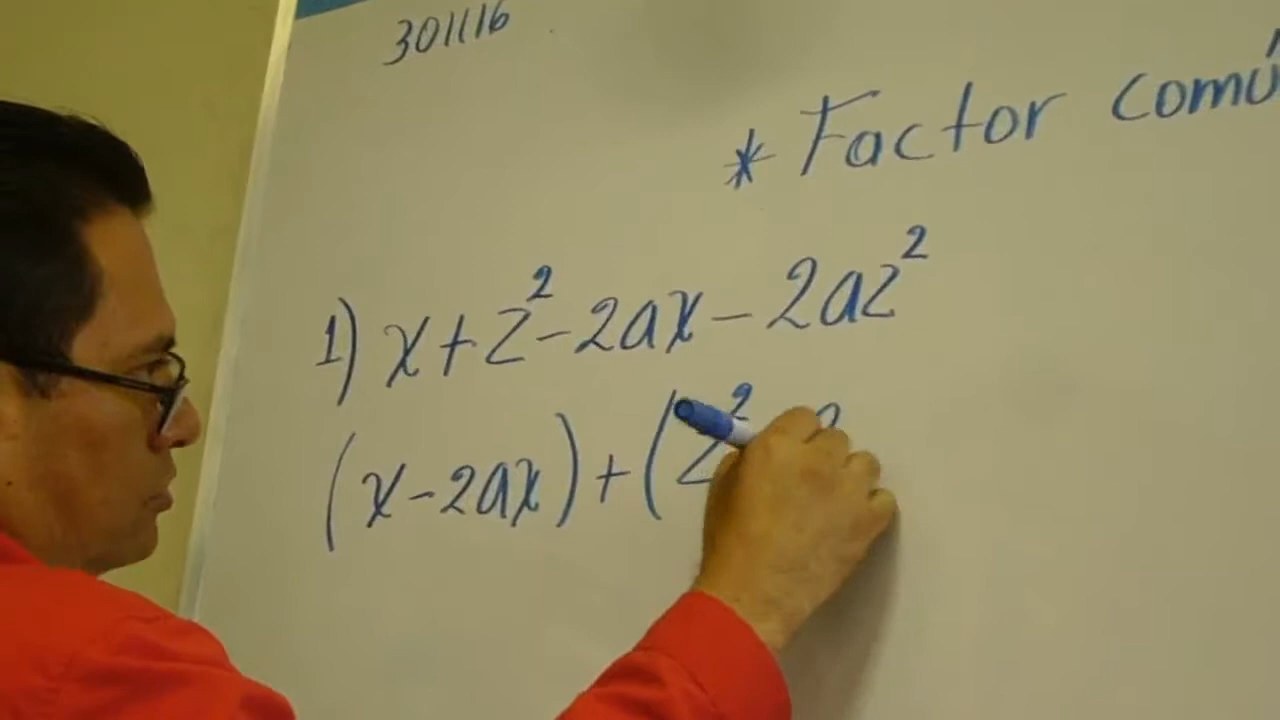 301116
* Factor comú
1) x+z²-2ax-2az²
(x-2ax)+(z²